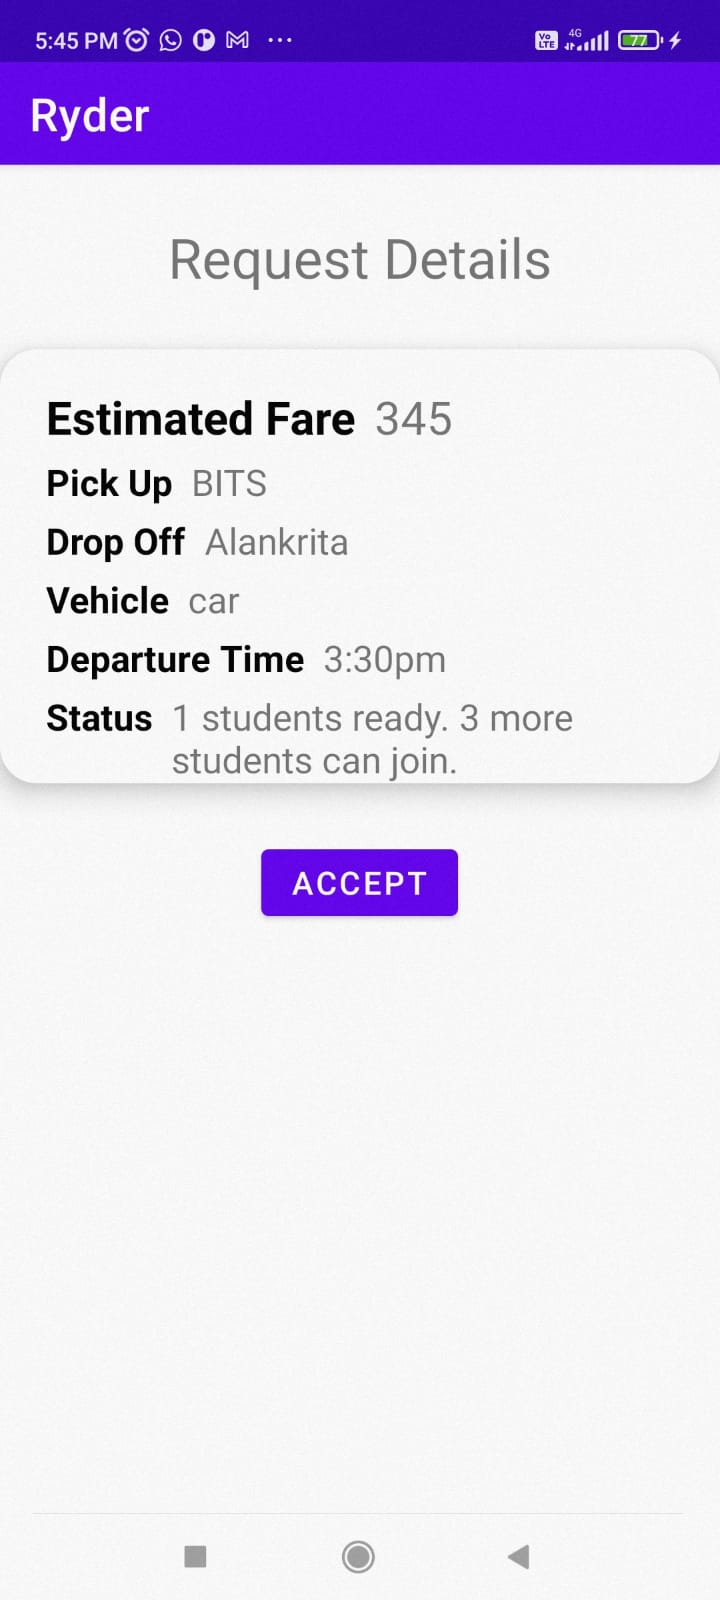 5:45 PM
Vo LTE 4G 77
Ryder
Request Details
Estimated Fare 345
Pick Up BITS
Drop Off Alankrita
Vehicle car
Departure Time 3:30pm
Status 1 students ready. 3 more
students can join.
ACCEPT